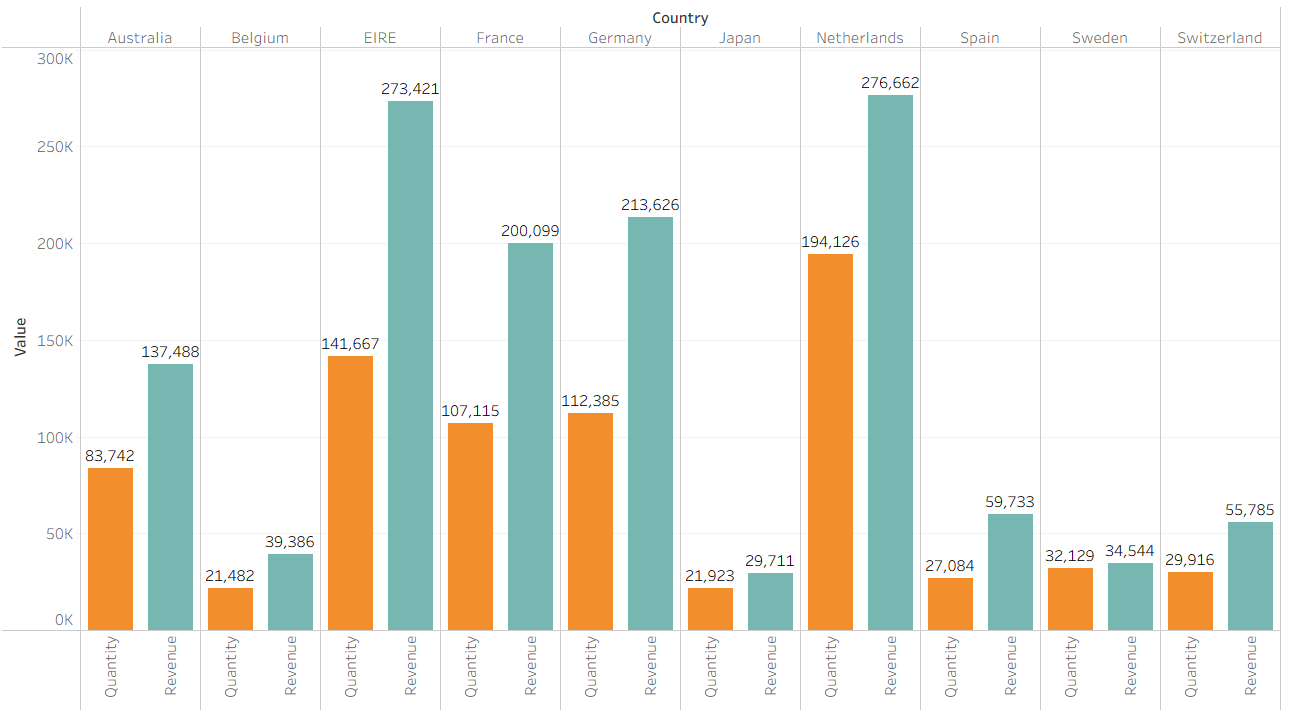 Country
Australia Belgium EIRE France Germany Japan Netherlands Spain Sweden Switzerland
Value
300K
250K
200K
150K
100K
50K
0K
83,742 137,488
21,482 39,386
141,667 273,421
107,115 200,099
112,385 213,626
21,923 29,711
194,126 276,662
27,084 59,733
32,129 34,544
29,916 55,785
Quantity Revenue Quantity Revenue Quantity Revenue Quantity Revenue Quantity Revenue Quantity Revenue Quantity Revenue Quantity Revenue Quantity Revenue Quantity Revenue